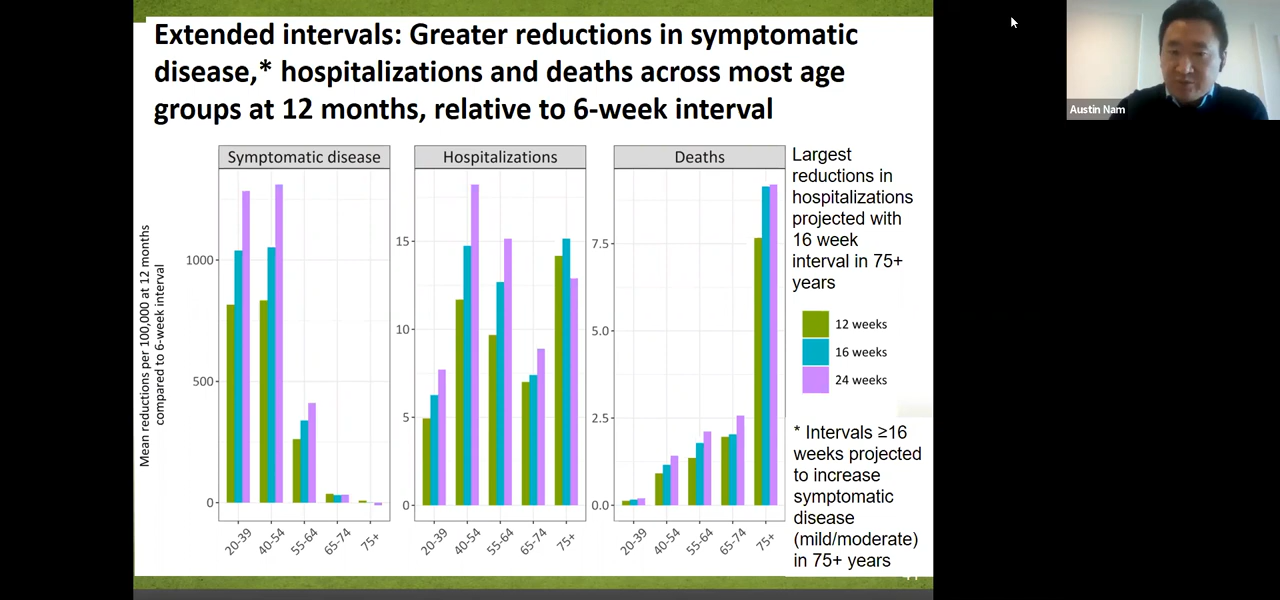 Extended intervals: Greater reductions in symptomatic
disease,* hospitalizations and deaths across most age
groups at 12 months, relative to 6-week interval
Austin Nam
Mean reductions per 100,000 at 12 months
compared to 6-week interval
Symptomatic disease
1000
500
0
20-39
40-54
55-64
65-74
75+
Hospitalizations
15
10
5
0
20-39
40-54
55-64
65-74
75+
Deaths
7.5
5.0
2.5
0.0
20-39
40-54
55-64
65-74
75+
Largest
reductions in
hospitalizations
projected with
16 week
interval in 75+
years
12 weeks
16 weeks
24 weeks
* Intervals ≥16
weeks projected
to increase
symptomatic
disease
(mild/moderate)
in 75+ years